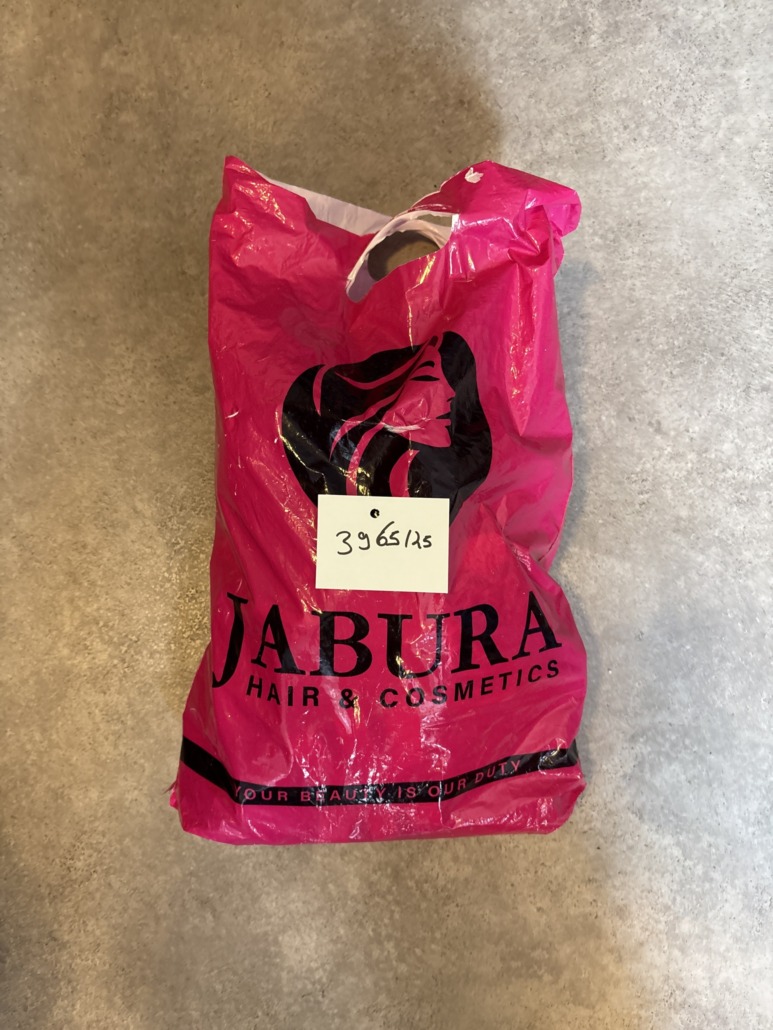 3965/25
JABURA
HAIR & COSMETICS
YOUR BEAUTY IS OUR DUTY